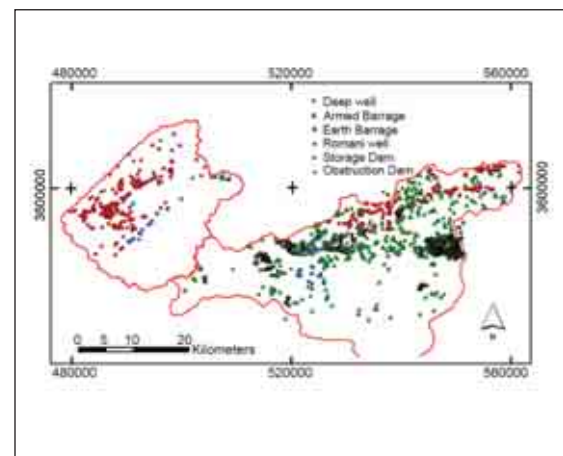 480000 520000 560000
Deep well
Armed Barrage
Earth Barrage
Romani well
Storage Dam
Obstruction Dam
3600000 3600000
N
0 5 10 20
Kilometers
480000 520000 560000